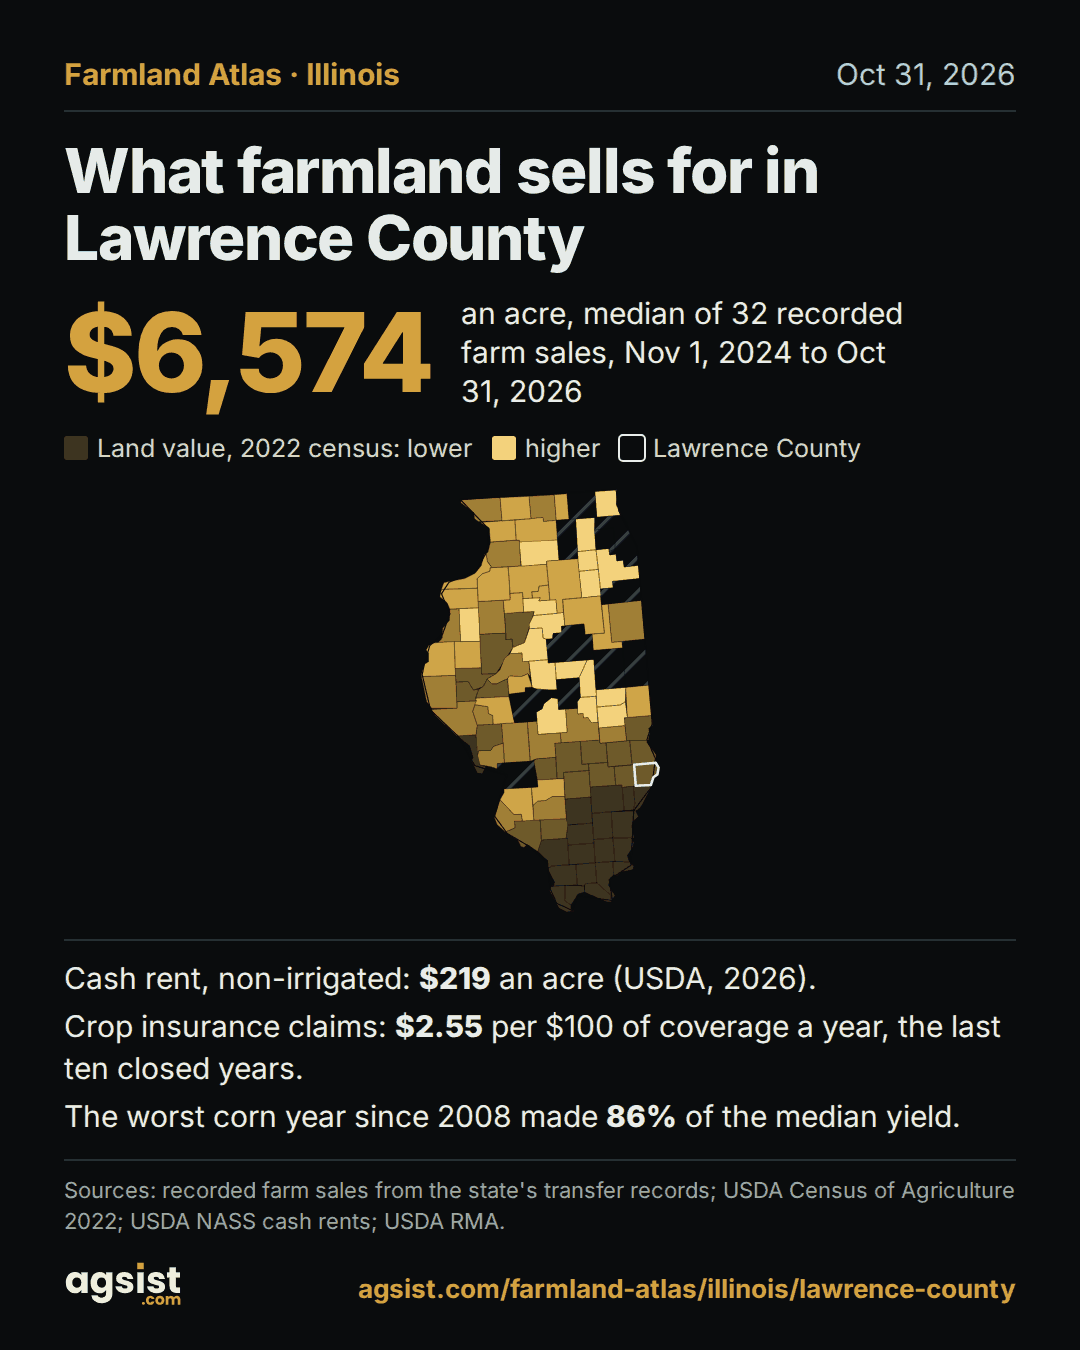 Farmland Atlas · Illinois
Oct 31, 2026
What farmland sells for in
Lawrence County
$6,574
an acre, median of 32 recorded
farm sales, Nov 1, 2024 to Oct
31, 2026
Land value, 2022 census: lower
higher
Lawrence County
Cash rent, non-irrigated: $219 an acre (USDA, 2026).
Crop insurance claims: $2.55 per $100 of coverage a year, the last
ten closed years.
The worst corn year since 2008 made 86% of the median yield.
Sources: recorded farm sales from the state's transfer records; USDA Census of Agriculture
2022; USDA NASS cash rents; USDA RMA.
agsist
.com
agsist.com/farmland-atlas/illinois/lawrence-county